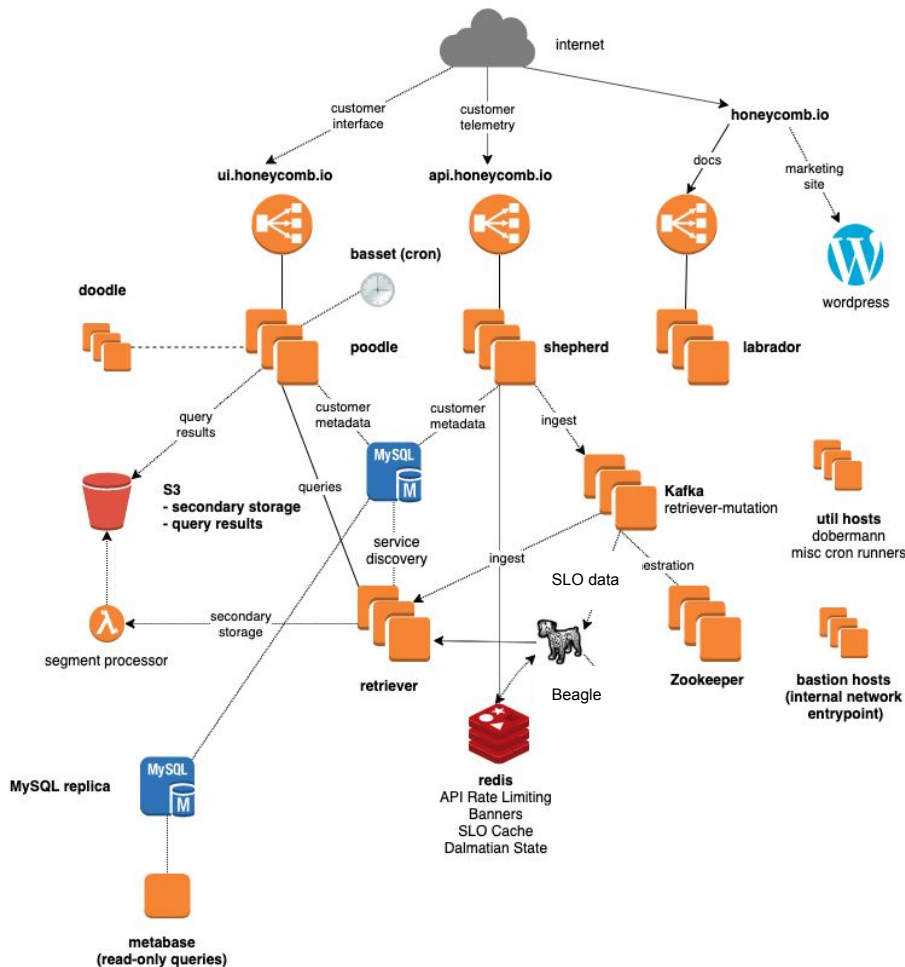 internet
customer
interface
customer
telemetry
honeycomb.io
docs
marketing
site
ui.honeycomb.io
api.honeycomb.io
basset (cron)
wordpress
doodle
poodle
shepherd
labrador
query
results
customer
metadata
customer
metadata
ingest
MySQL
M
S3
- secondary storage
- query results
queries
Kafka
retriever-mutation
util hosts
dobermann
misc cron runners
service
discovery
ingest
SLO data
estration
secondary
storage
λ
segment processor
retriever
Beagle
Zookeeper
bastion hosts
(internal network
entrypoint)
MySQL replica
MySQL
M
redis
API Rate Limiting
Banners
SLO Cache
Dalmatian State
metabase
(read-only queries)